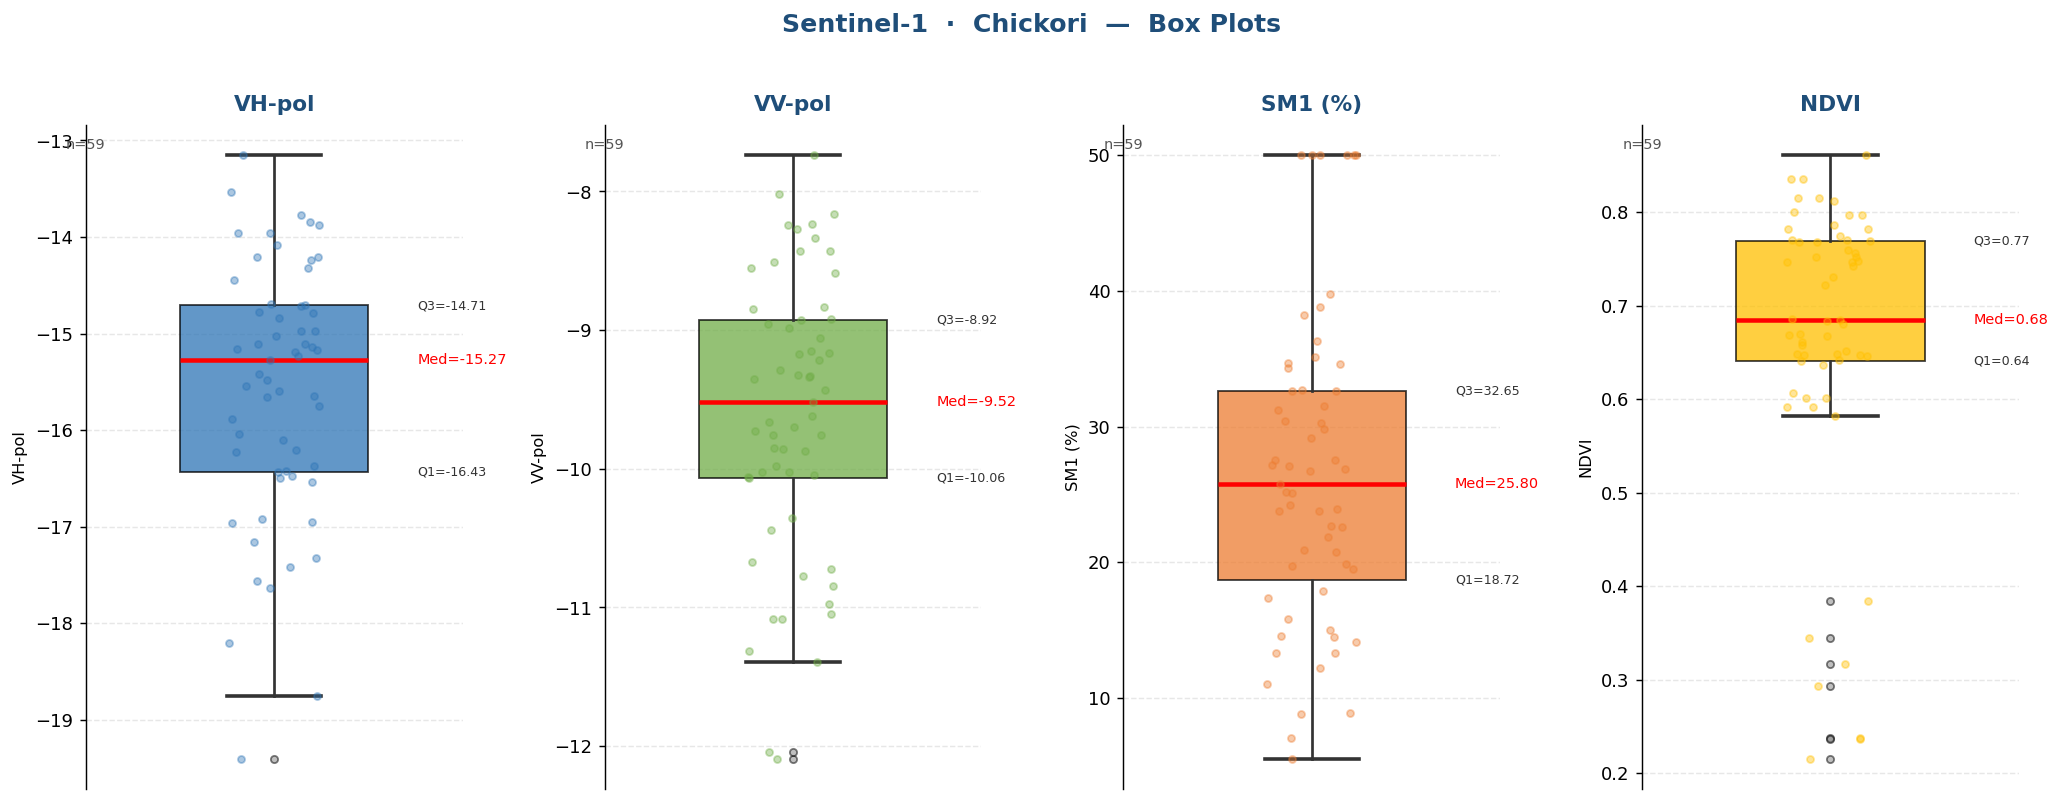 Sentinel-1 · Chickori — Box Plots
VH-pol
n=59
−13
−14
−15
−16
−17
−18
−19
VH-pol
Q3=-14.71
Med=-15.27
Q1=-16.43
VV-pol
n=59
−8
−9
−10
−11
−12
VV-pol
Q3=-8.92
Med=-9.52
Q1=-10.06
SM1 (%)
n=59
50
40
30
20
10
SM1 (%)
Q3=32.65
Med=25.80
Q1=18.72
NDVI
n=59
0.8
0.7
0.6
0.5
0.4
0.3
0.2
NDVI
Q3=0.77
Med=0.68
Q1=0.64